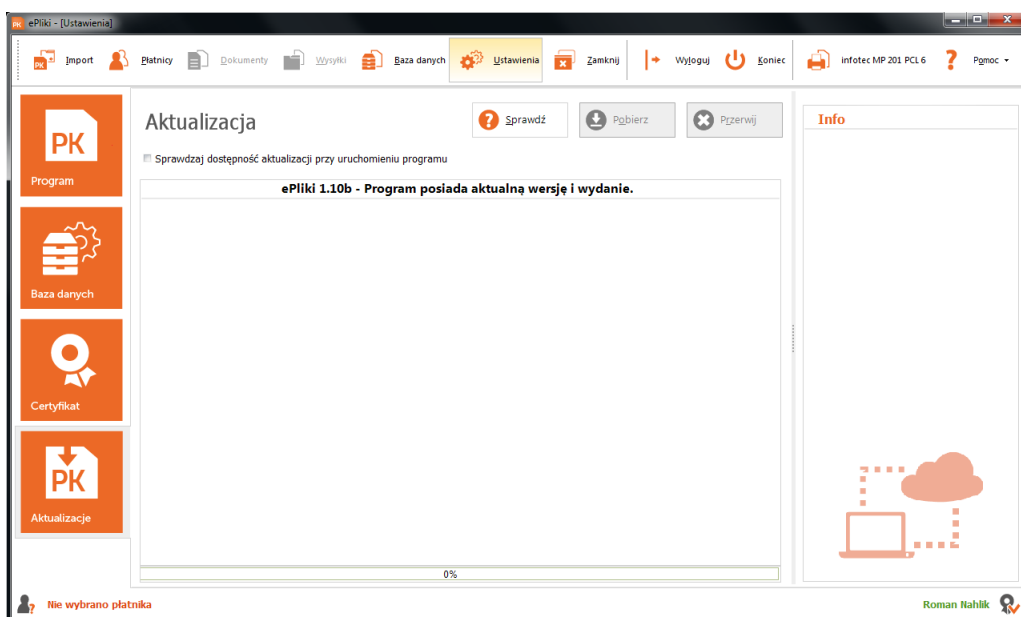 PK ePliki - [Ustawienia]
PK Import Płatnicy Dokumenty Wysyłki Baza danych Ustawienia Zamknij Wyloguj Koniec infotec MP 201 PCL 6 ? Pomoc
PK
Program
Baza danych
Certyfikat
PK
Aktualizacje
Aktualizacja
? Sprawdź Pobierz Przerwij
Sprawdzaj dostępność aktualizacji przy uruchomieniu programu
ePliki 1.10b - Program posiada aktualną wersję i wydanie.
0%
Info
? Nie wybrano płatnika
Roman Nahlik